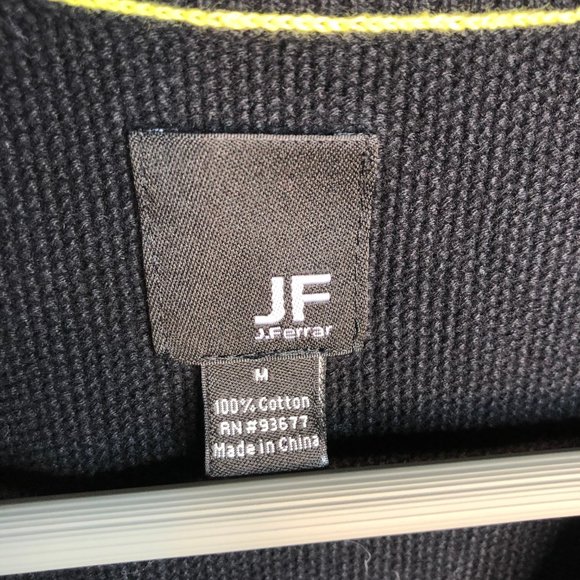 JF
J.Ferrar
M
100% Cotton
RN#93677
Made in China